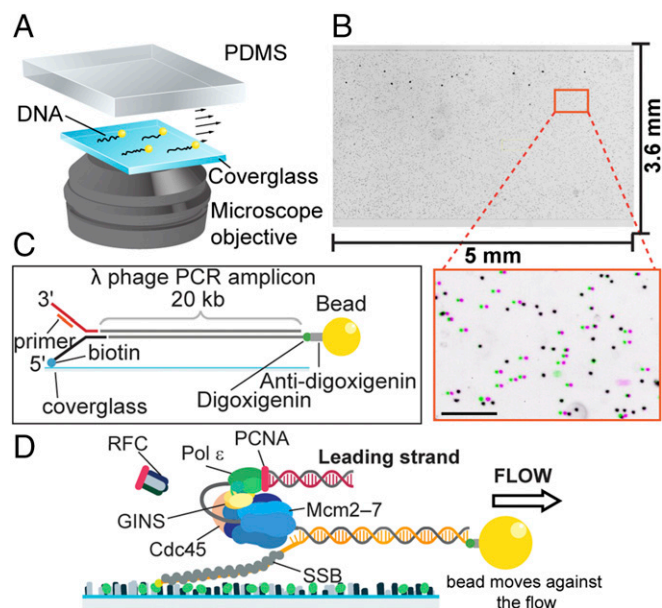 A
PDMS
DNA
Coverglass
Microscope
objective
B
3.6 mm
5 mm
C
λ phage PCR amplicon
20 kb
3'
Bead
primer
5'
biotin
Anti-digoxigenin
Digoxigenin
coverglass
D
RFC
Pol ε
PCNA
Leading strand
FLOW
GINS
Mcm2–7
Cdc45
SSB
bead moves against
the flow